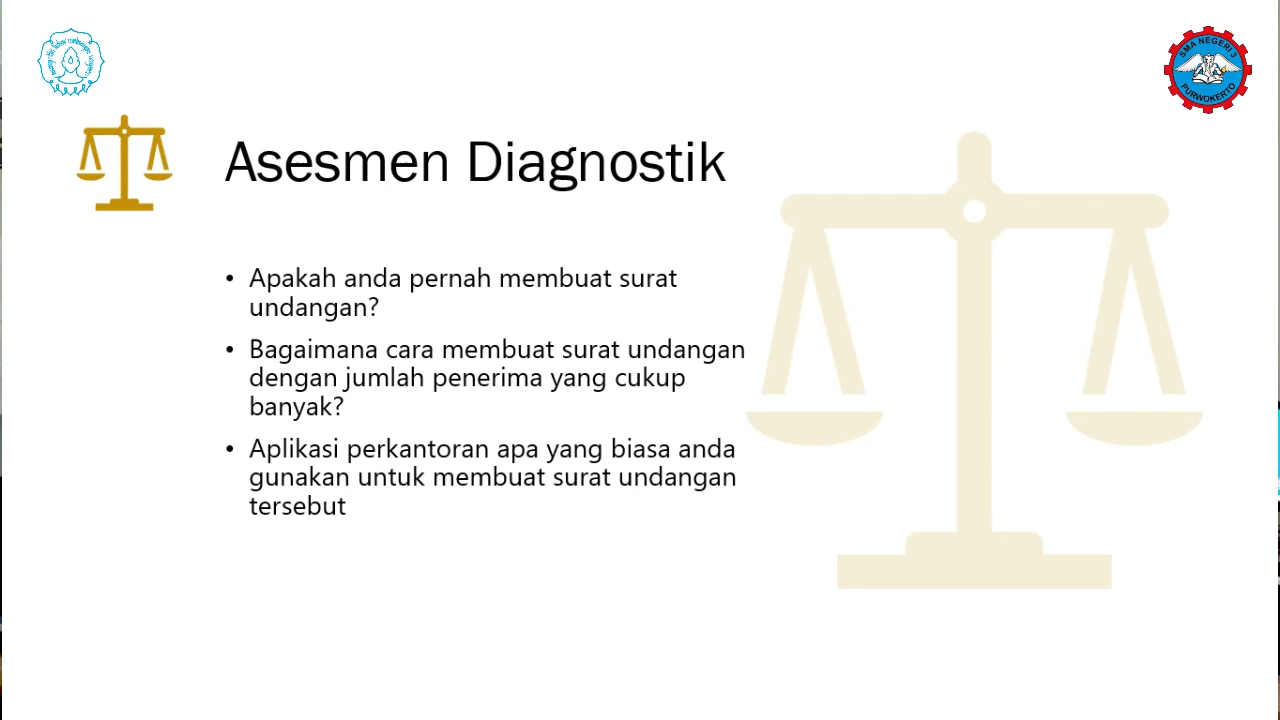 SMA NEGERI 3
PURWOKERTO
Asesmen Diagnostik
• Apakah anda pernah membuat surat
undangan?
• Bagaimana cara membuat surat undangan
dengan jumlah penerima yang cukup
banyak?
• Aplikasi perkantoran apa yang biasa anda
gunakan untuk membuat surat undangan
tersebut